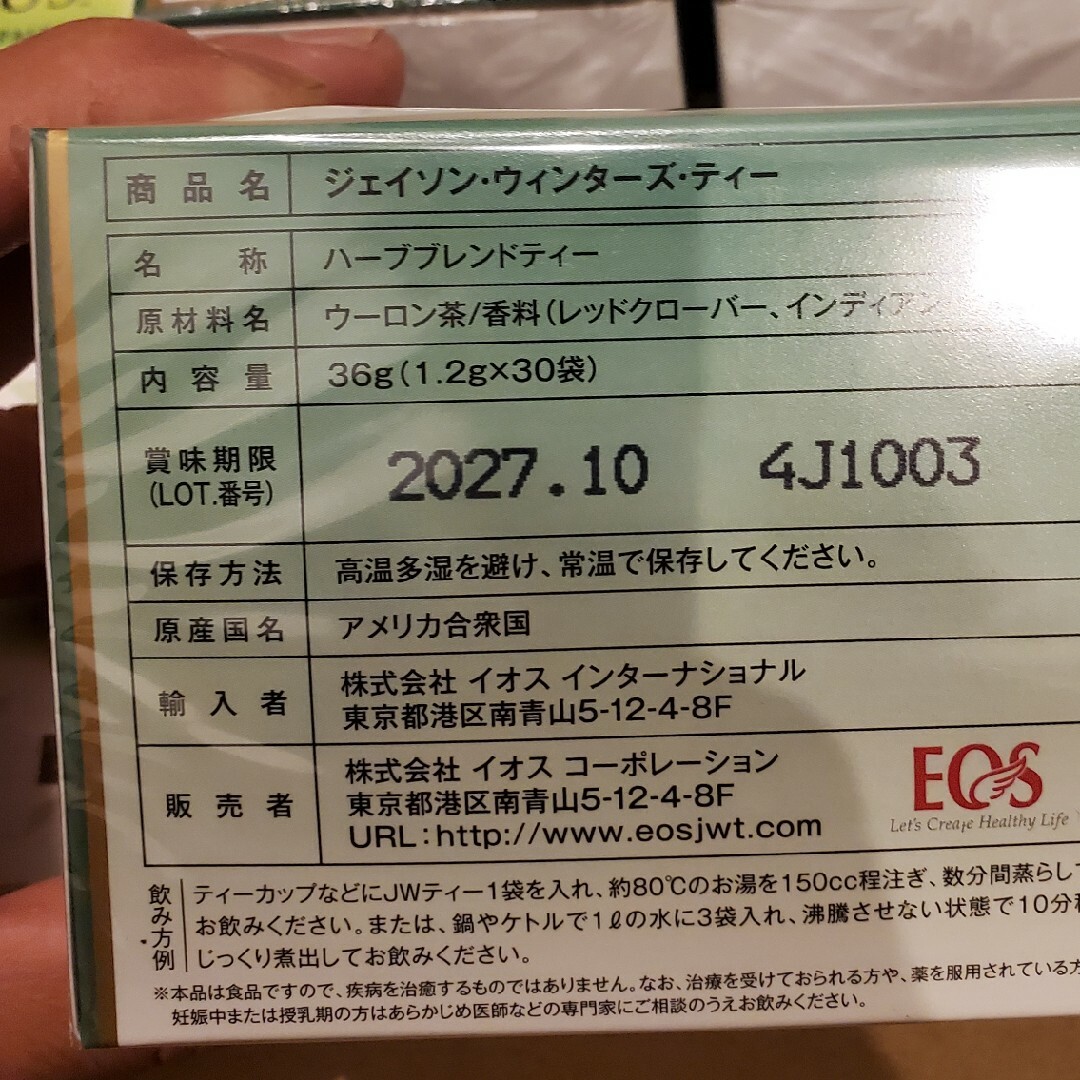 商品名 ジェイソン・ウィンターズ・ティー
名称 ハーブブレンドティー
原材料名 ウーロン茶/香料(レッドクローバー、インディアン
内容量 36g(1.2g×30袋)
賞味期限
(LOT.番号)
2027.10 4J1003
保存方法 高温多湿を避け、常温で保存してください。
原産国名 アメリカ合衆国
輸入者
株式会社 イオス インターナショナル
東京都港区南青山5-12-4-8F
販売者
株式会社 イオス コーポレーション
東京都港区南青山5-12-4-8F
URL:http://www.eosjwt.com
EOS
Let's Create Healthy Life
飲み方例
ティーカップなどにJWティー1袋を入れ、約80℃のお湯を150cc程注ぎ、数分間蒸らして
お飲みください。または、鍋やケトルで1ℓの水に3袋入れ、沸騰させない状態で10分
じっくり煮出してお飲みください。
※本品は食品ですので、疾病を治癒するものではありません。なお、治療を受けておられる方や、薬を服用されている方
妊娠中または授乳期の方はあらかじめ医師などの専門家にご相談のうえお飲みください。